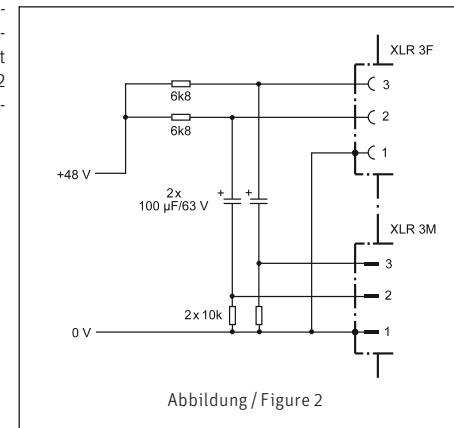 -
-
t
2
-
XLR 3F
3
6k8
2
6k8
1
+48 V
2x
100 µF/63 V
+
+
XLR 3M
3
2
2 x 10k
0 V
1
Abbildung / Figure 2